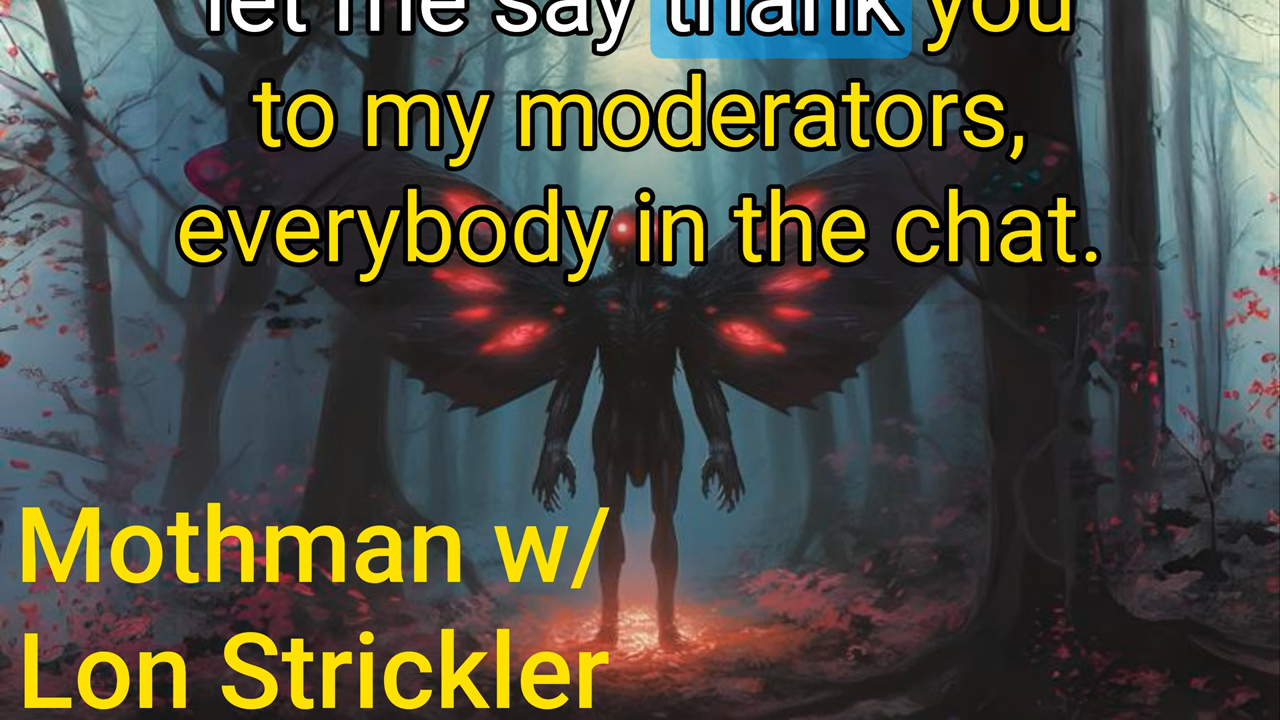 let me say thank you
to my moderators,
everybody in the chat.
Mothman w/
Lon Strickler